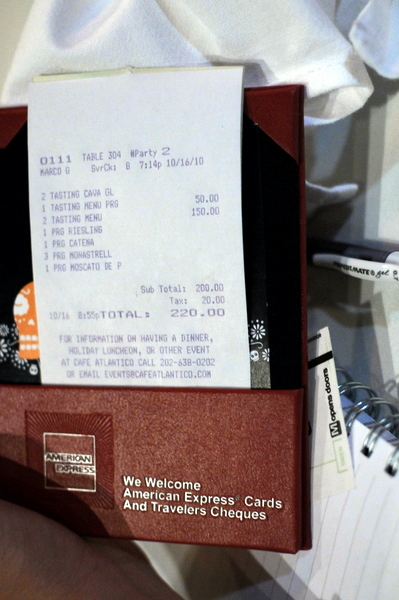 0111 TABLE 304 #Party 2
MARCO G SvrCk: 8 7:14p 10/16/10
2 TASTING CAVA GL
1 TASTING MENU PRG 50.00
2 TASTING MENU 150.00
1 PRG RIESLING
1 PRG CATENA
3 PRG MONASTRELL
1 PRG MOSCATO DE P
Sub Total: 200.00
Tax: 20.00
10/16 8:55p TOTAL: 220.00
FOR INFORMATION ON HAVING A DINNER,
HOLIDAY LUNCHEON, OR OTHER EVENT
AT CAFE ATLANTICO CALL 202-638-0202
OR EMAIL EVENTS@CAFEATLANTICO.COM
AMERICAN
EXPRESS
We Welcome
American Express® Cards
And Travelers Cheques
M opens doors